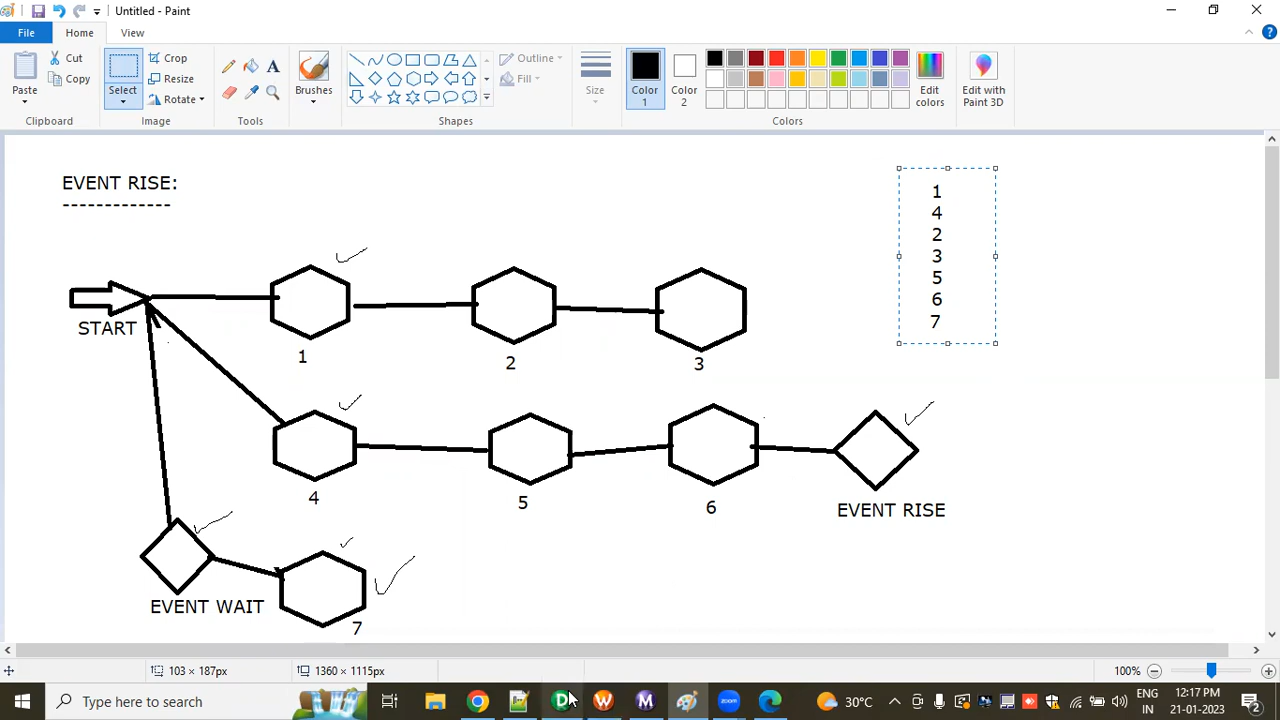 Untitled - Paint
File
Home
View
Paste
Cut
Copy
Clipboard
Select
Crop
Resize
Rotate
Image
A
Tools
Brushes
Outline
Fill
Shapes
Size
Color 1
Color 2
Edit colors
Colors
Edit with Paint 3D
EVENT RISE:
-------------
1
4
2
3
5
6
7
START
1
2
3
4
5
6
EVENT RISE
EVENT WAIT
7
103 × 187px
1360 × 1115px
100%
Type here to search
30°C
ENG
IN
12:17 PM
21-01-2023
2